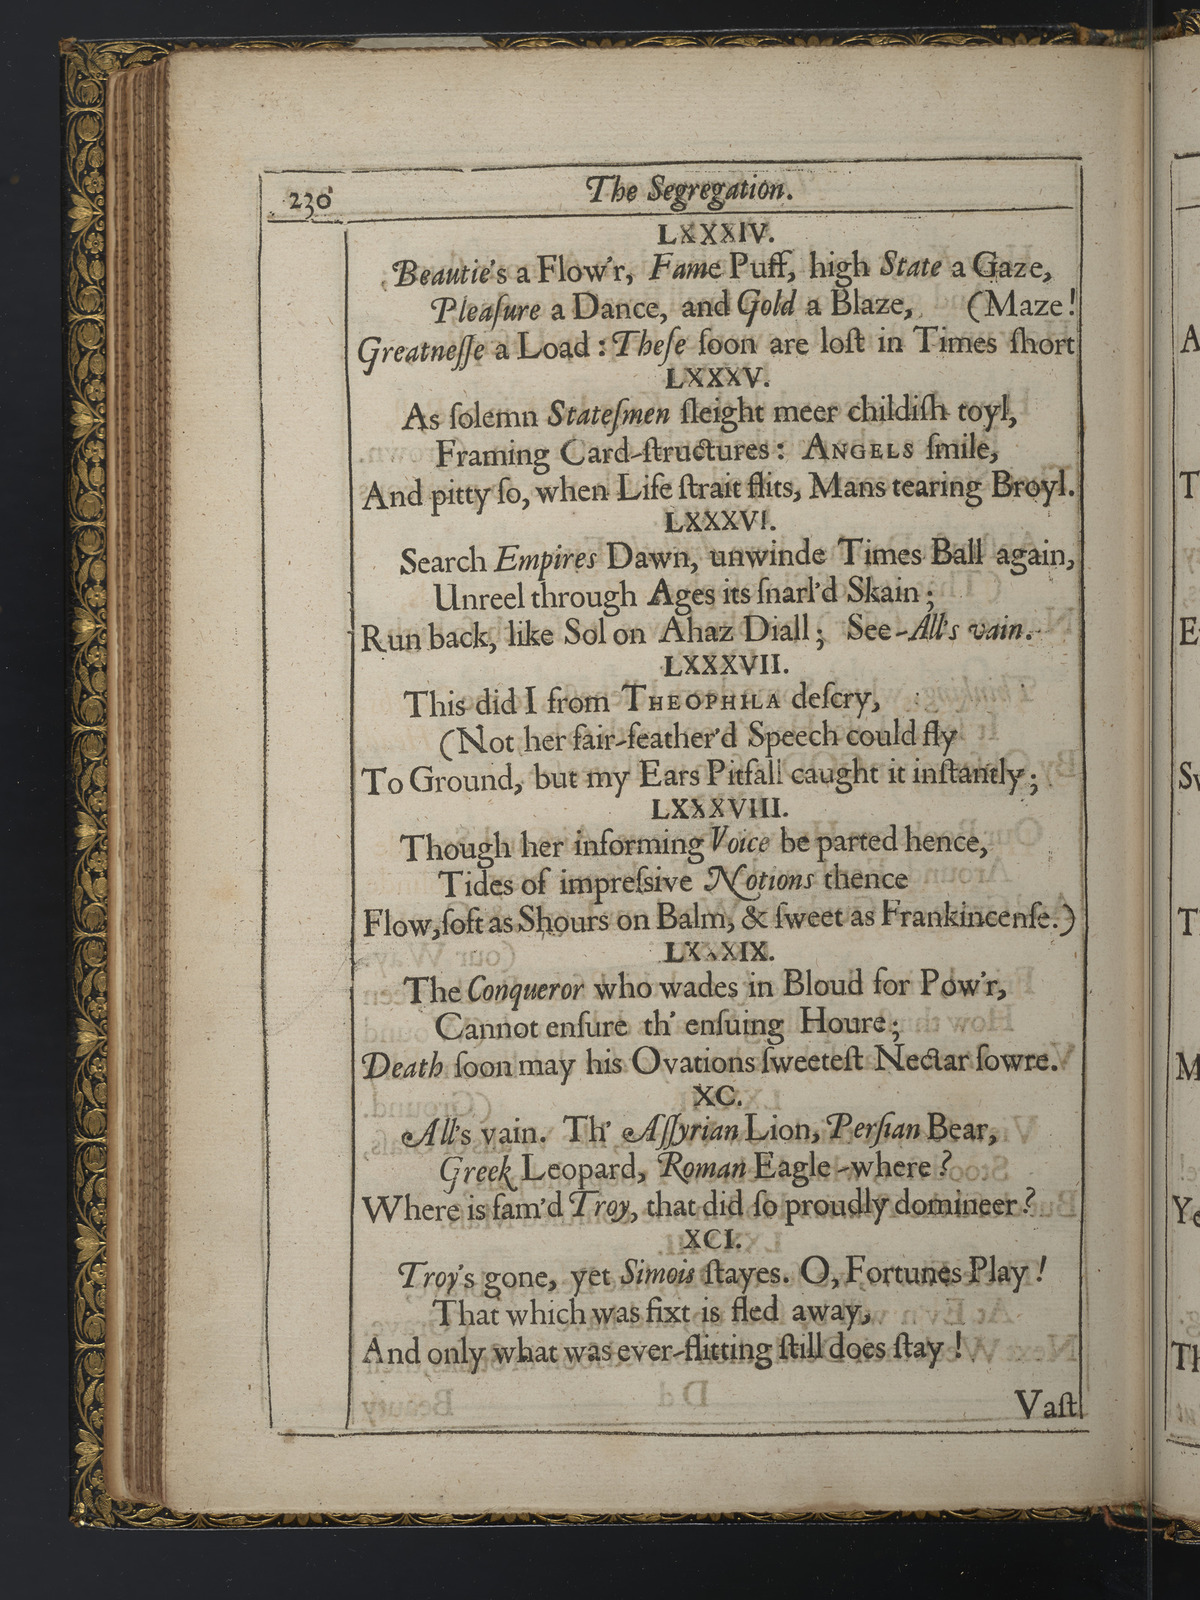 230
The Segregation.
LXXXIV.
Beautie's a Flow'r, Fame Puff, high State a Gaze,
Pleaſure a Dance, and Gold a Blaze, (Maze!
Greatneſſe a Load : Theſe ſoon are loſt in Times ſhort
LXXXV.
As ſolemn Stateſmen ſleight meer childiſh toyl,
Framing Card-ſtructures : ANGELS ſmile,
And pitty ſo, when Life ſtrait flits, Mans tearing Broyl.
LXXXVI.
Search Empires Dawn, unwinde Times Ball again,
Unreel through Ages its ſnarl'd Skain ;
Run back, like Sol on Ahaz Diall ; See - All's vain.
LXXXVII.
This did I from THEOPHILA deſcry,
(Not her fair-feather'd Speech could fly
To Ground, but my Ears Pitfall caught it inſtantly ;
LXXXVIII.
Though her informing Voice be parted hence,
Tides of impreſsive Notions thence
Flow, ſoft as Shours on Balm, & ſweet as Frankincenſe.)
LXXXIX.
The Conqueror who wades in Bloud for Pow'r,
Cannot enſure th' enſuing Houre ;
Death ſoon may his Ovations ſweeteſt Nectar ſowre.
XC.
All's vain. Th' Aſſyrian Lion, Perſian Bear,
Greek Leopard, Roman Eagle - where ?
Where is fam'd Troy, that did ſo proudly domineer ?
XCI.
Troy's gone, yet Simois ſtayes. O, Fortunes Play !
That which was fixt is fled away,
And only what was ever-flitting ſtill does ſtay !
Vaſt